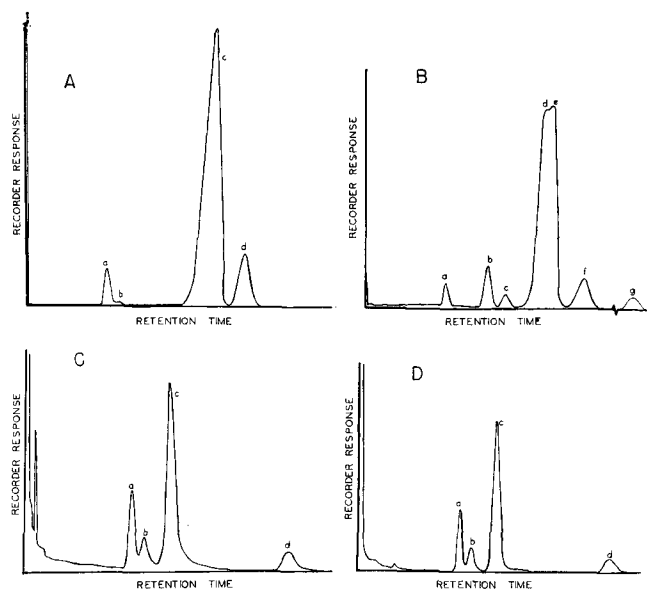 A
RECORDER RESPONSE
a
b
c
d
RETENTION TIME
B
RECORDER RESPONSE
a
b
c
d e
f
g
RETENTION TIME
C
RECORDER RESPONSE
a
b
c
d
RETENTION TIME
D
RECORDER RESPONSE
a
b
c
d
RETENTION TIME